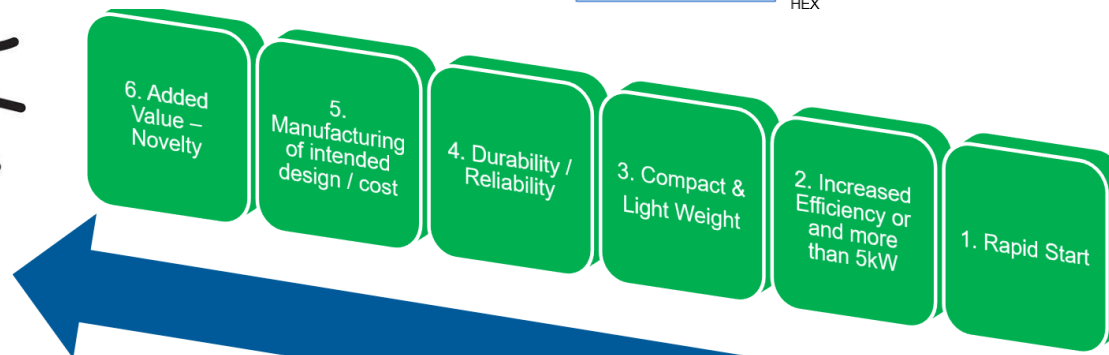 HEX
6. Added
Value –
Novelty
5.
Manufacturing
of intended
design / cost
4. Durability /
Reliability
3. Compact &
Light Weight
2. Increased
Efficiency or
and more
than 5kW
1. Rapid Start